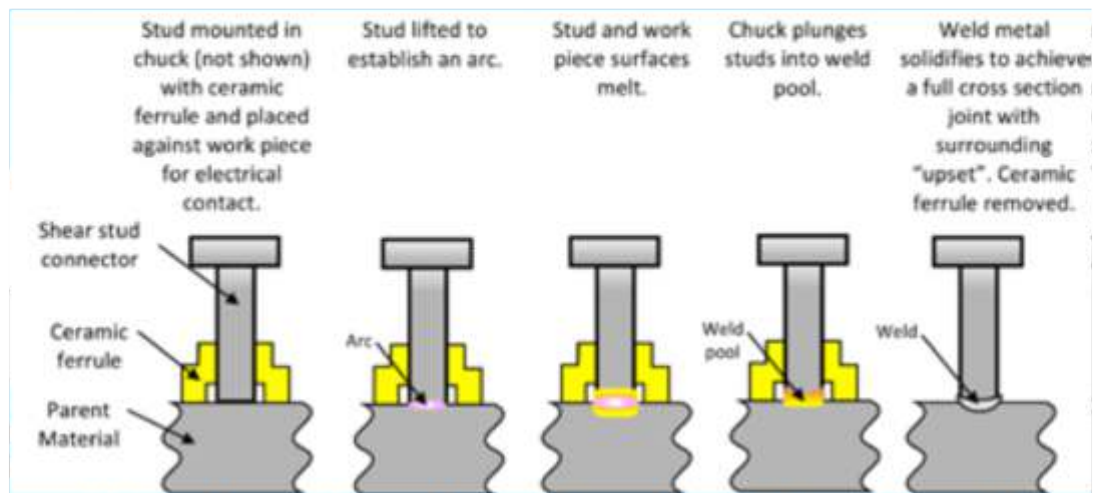 Stud mounted in
chuck (not shown)
with ceramic
ferrule and placed
against work piece
for electrical
contact.
Stud lifted to
establish an arc.
Stud and work
piece surfaces
melt.
Chuck plunges
studs into weld
pool.
Weld metal
solidifies to achieve
a full cross section
joint with
surrounding
"upset". Ceramic
ferrule removed.
Shear stud
connector
Ceramic
ferrule
Parent
Material
Arc
Weld
pool
Weld